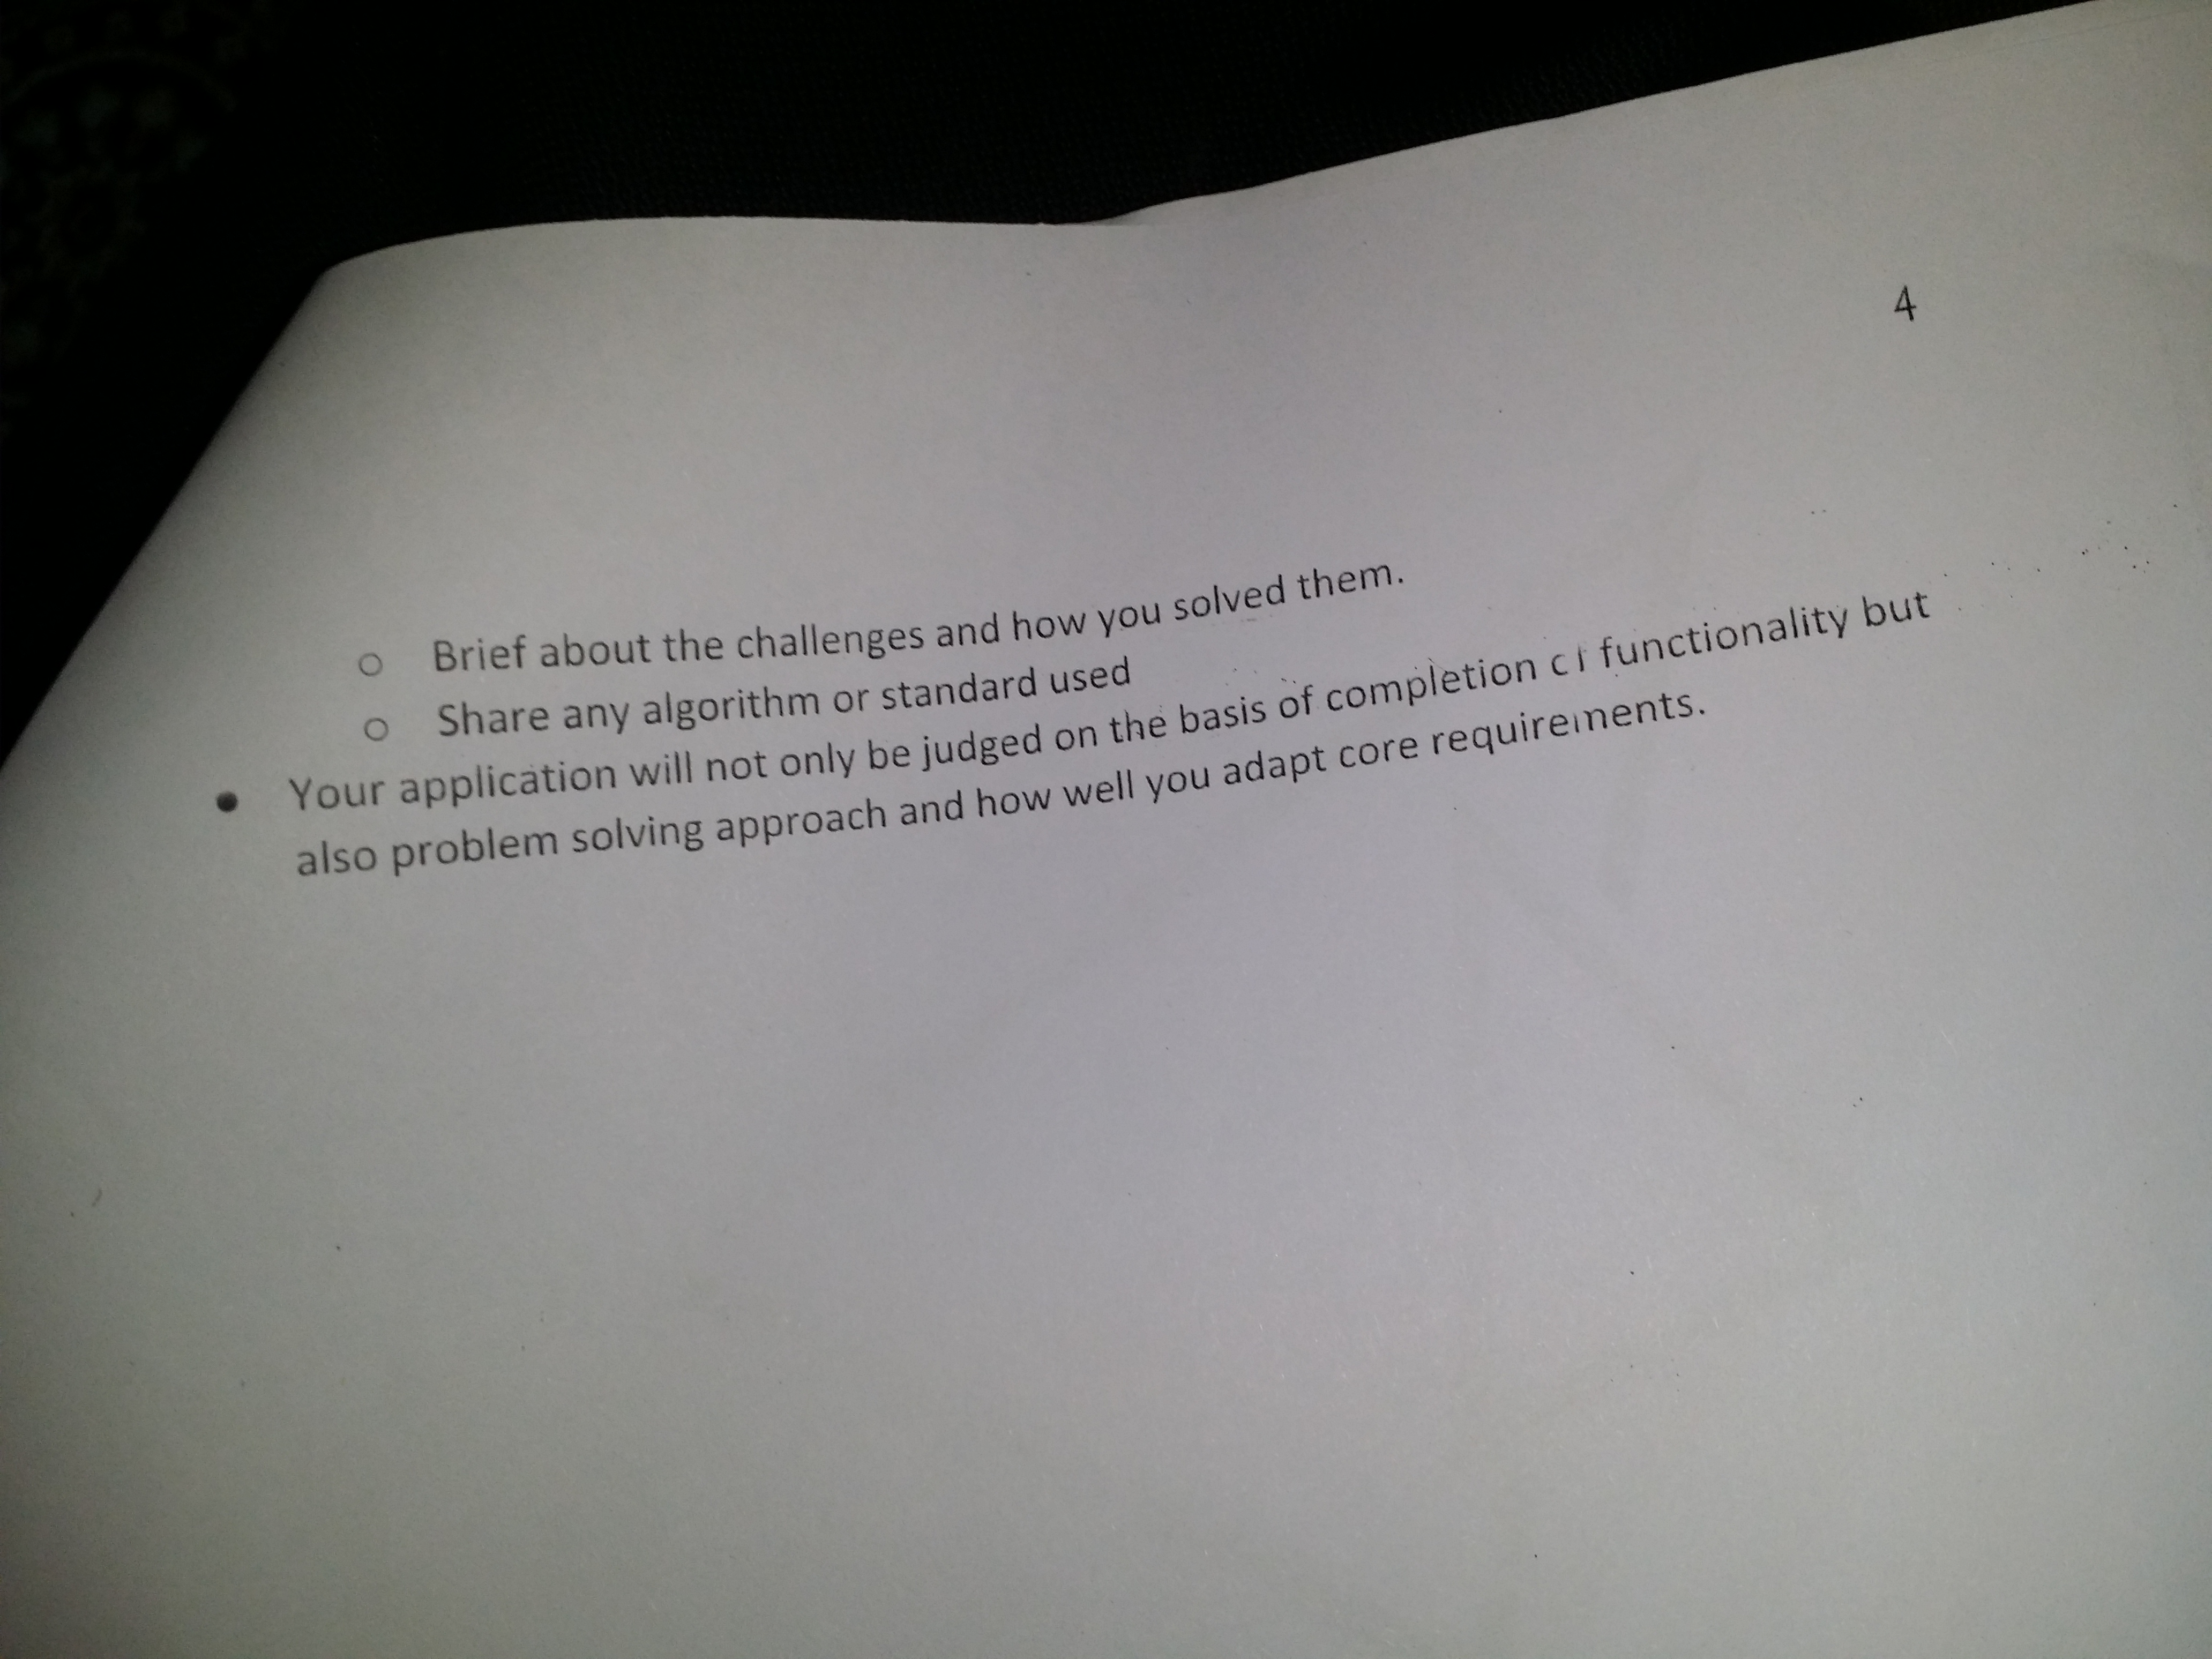 4
○ Brief about the challenges and how you solved them.
○ Share any algorithm or standard used
● Your application will not only be judged on the basis of completion of functionality but
also problem solving approach and how well you adapt core requirements.